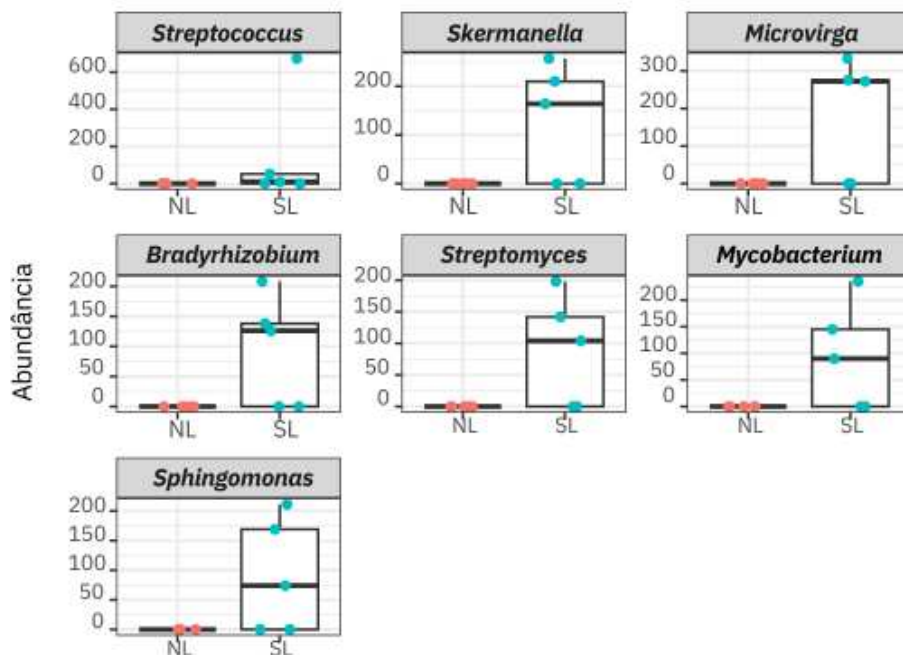 Streptococcus
Skermanella
Microvirga
600
400
200
0
NL
SL
200
100
0
NL
SL
300
200
100
0
NL
SL
Abundância
Bradyrhizobium
Streptomyces
Mycobacterium
200
150
100
50
0
NL
SL
200
150
100
50
0
NL
SL
200
150
100
50
0
NL
SL
Sphingomonas
200
150
100
50
0
NL
SL